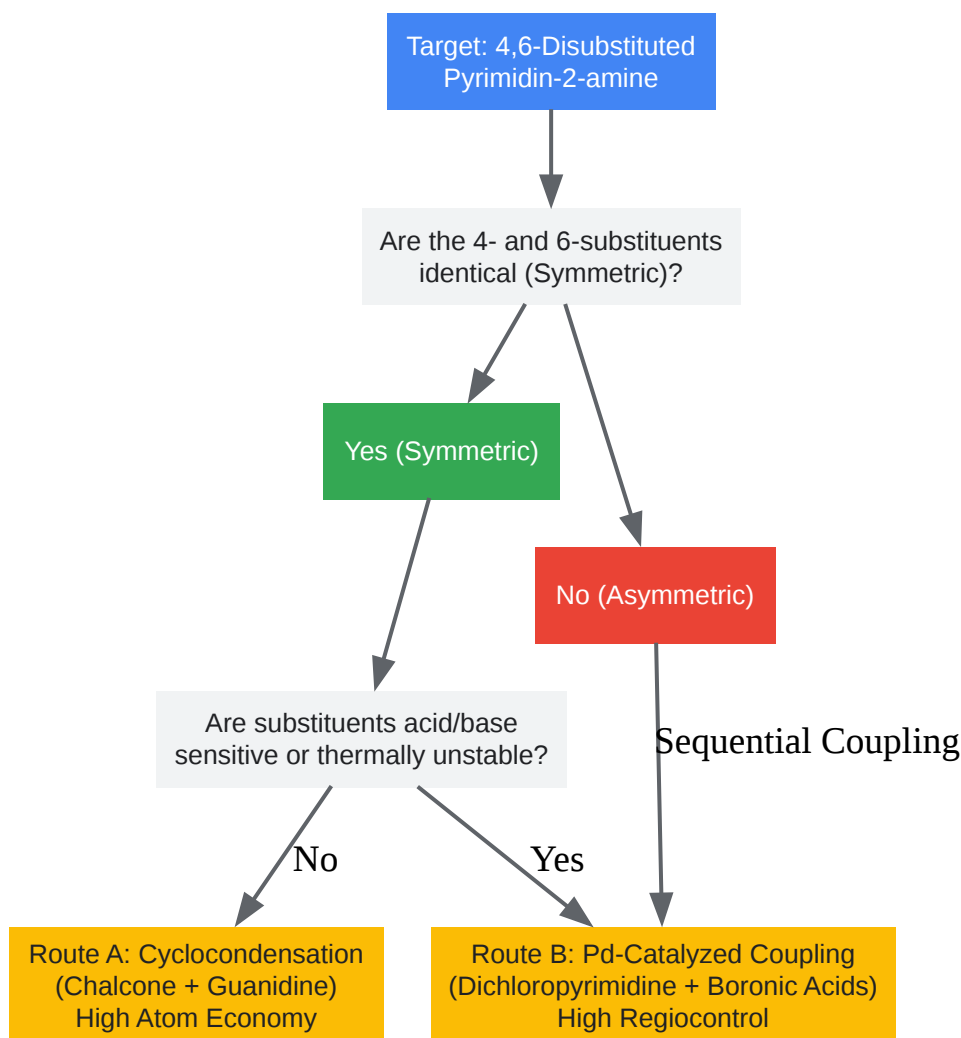 Target: 4,6-Disubstituted
Pyrimidin-2-amine
Are the 4- and 6-substituents
identical (Symmetric)?
Yes (Symmetric)
No (Asymmetric)
Are substituents acid/base
sensitive or thermally unstable?
Sequential Coupling
No
Yes
Route A: Cyclocondensation
(Chalcone + Guanidine)
High Atom Economy
Route B: Pd-Catalyzed Coupling
(Dichloropyrimidine + Boronic Acids)
High Regiocontrol